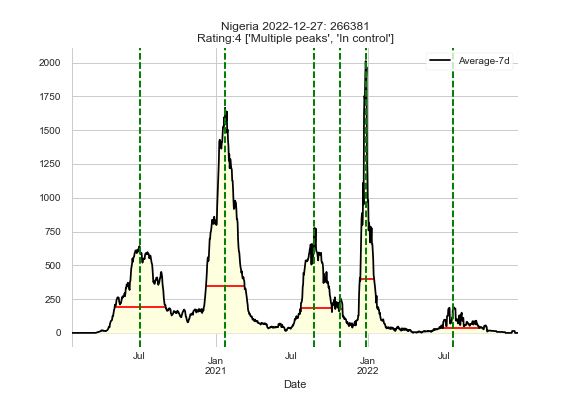 Nigeria 2022-12-27: 266381
Rating:4 ['Multiple peaks', 'In control']
Average-7d
2000
1750
1500
1250
1000
750
500
250
0
Jul
Jan
2021
Jul
Jan
2022
Jul
Date